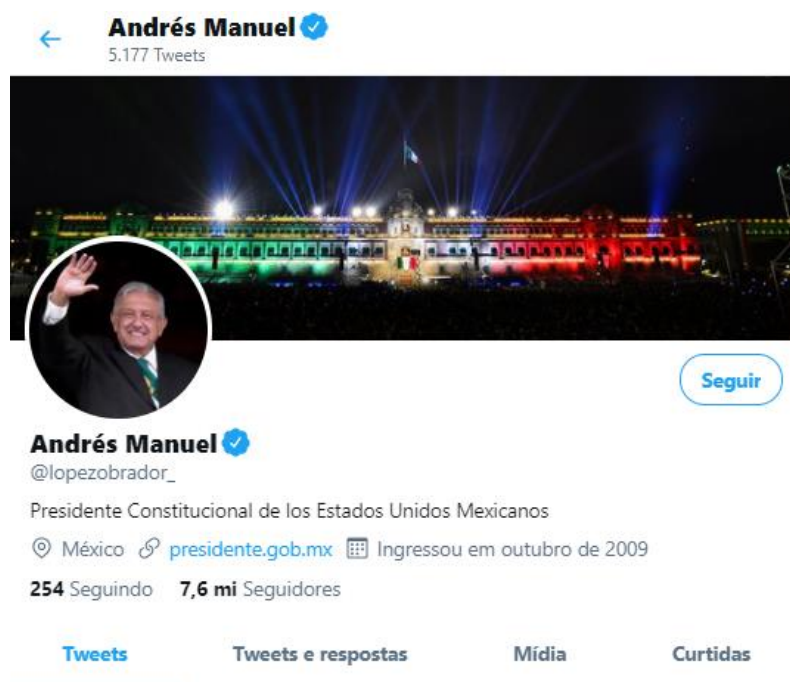 Andrés Manuel
5.177 Tweets
Seguir
Andrés Manuel
@lopezobrador_
Presidente Constitucional de los Estados Unidos Mexicanos
México presidente.gob.mx Ingressou em outubro de 2009
254 Seguindo 7,6 mi Seguidores
Tweets Tweets e respostas Mídia Curtidas